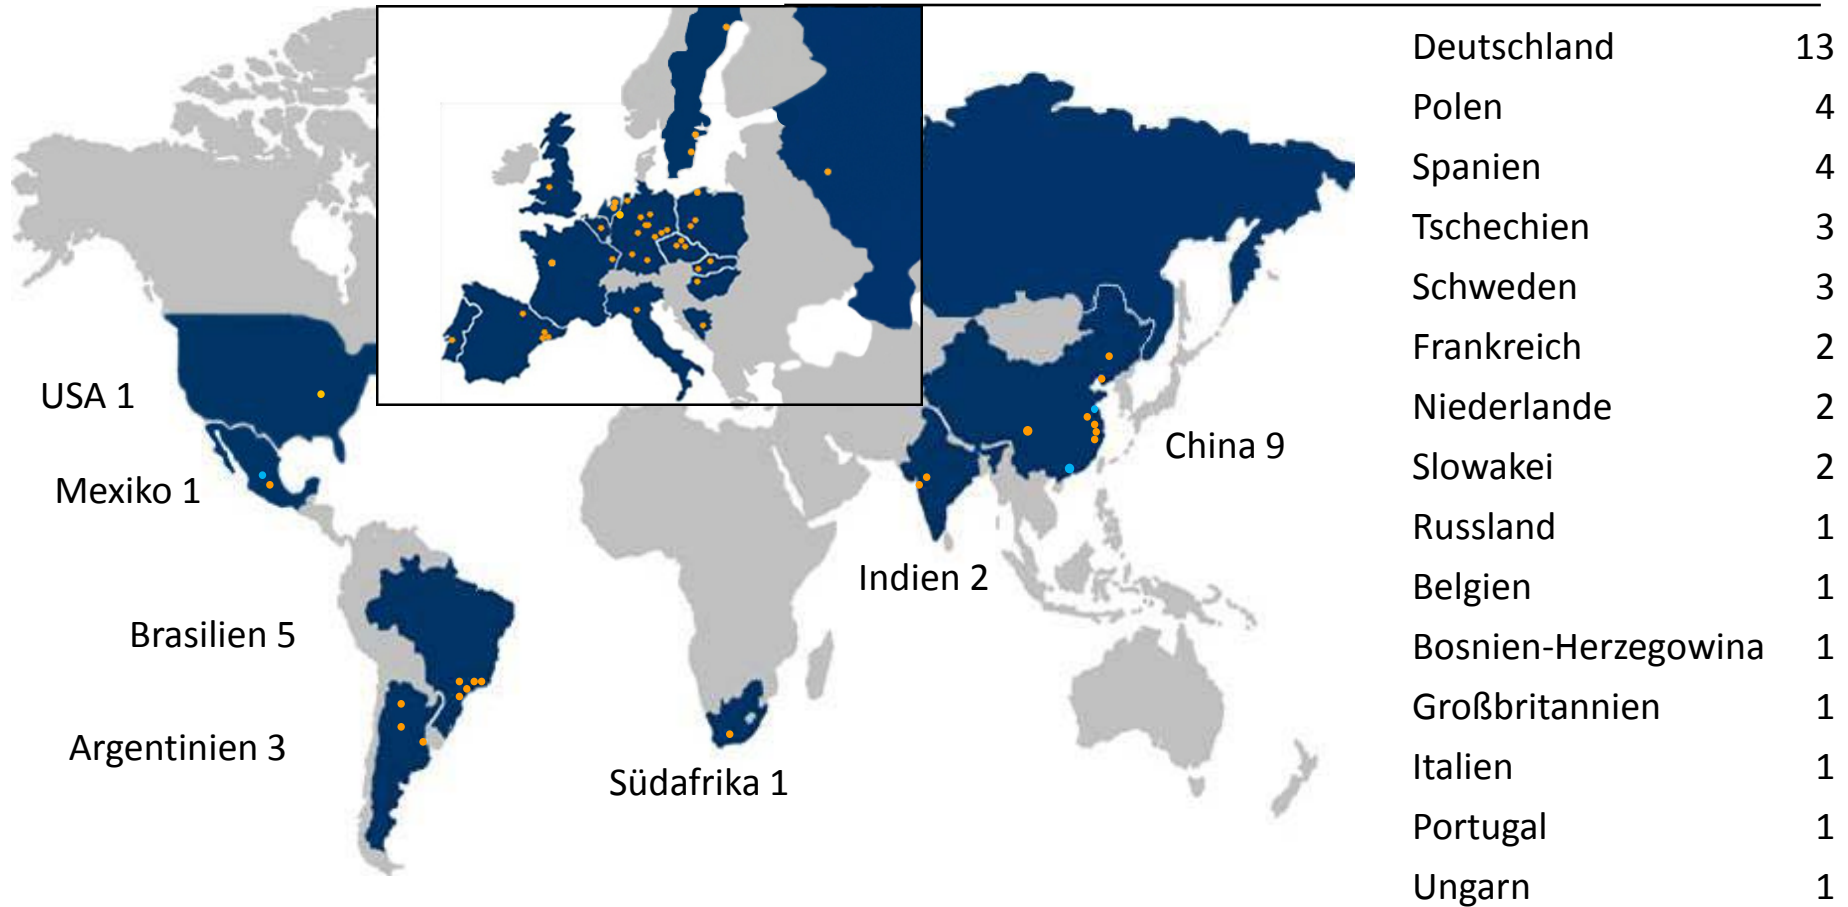 USA 1
Mexiko 1
Brasilien 5
Argentinien 3
Südafrika 1
Indien 2
China 9
Deutschland 13
Polen 4
Spanien 4
Tschechien 3
Schweden 3
Frankreich 2
Niederlande 2
Slowakei 2
Russland 1
Belgien 1
Bosnien-Herzegowina 1
Großbritannien 1
Italien 1
Portugal 1
Ungarn 1